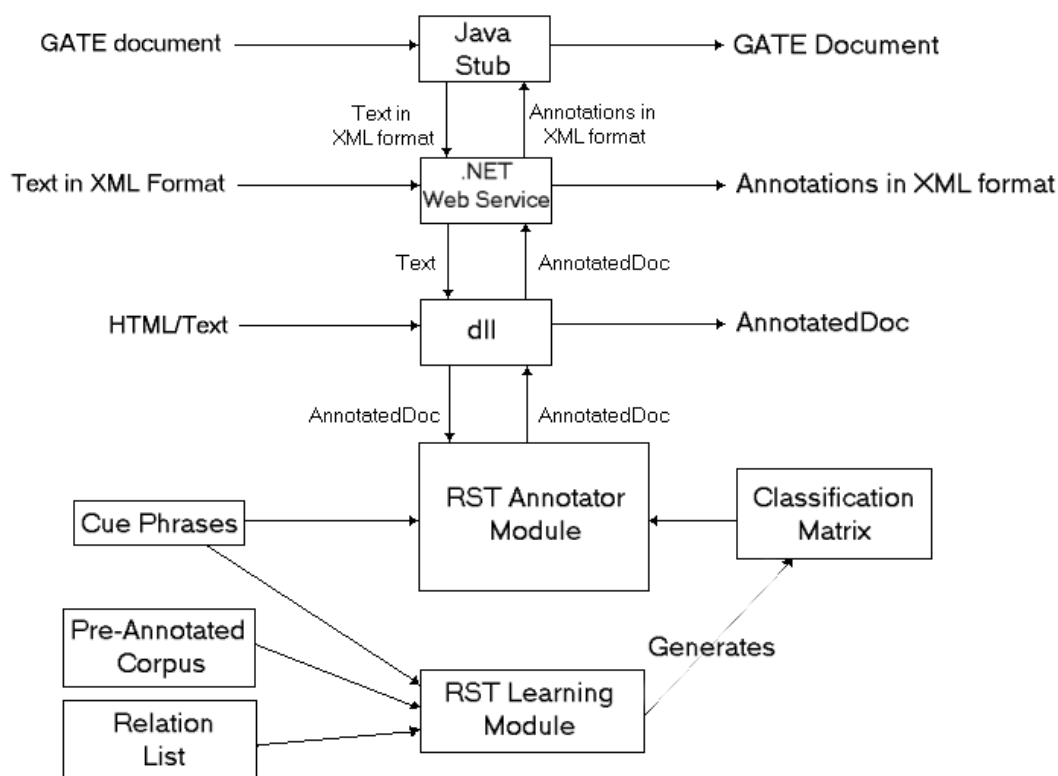 GATE document
Java
Stub
GATE Document
Text in
XML format
Annotations in
XML format
Text in XML Format
.NET
Web Service
Annotations in XML format
Text
AnnotatedDoc
HTML/Text
dll
AnnotatedDoc
AnnotatedDoc
AnnotatedDoc
Cue Phrases
RST Annotator
Module
Classification
Matrix
Pre-Annotated
Corpus
Generates
RST Learning
Module
Relation
List